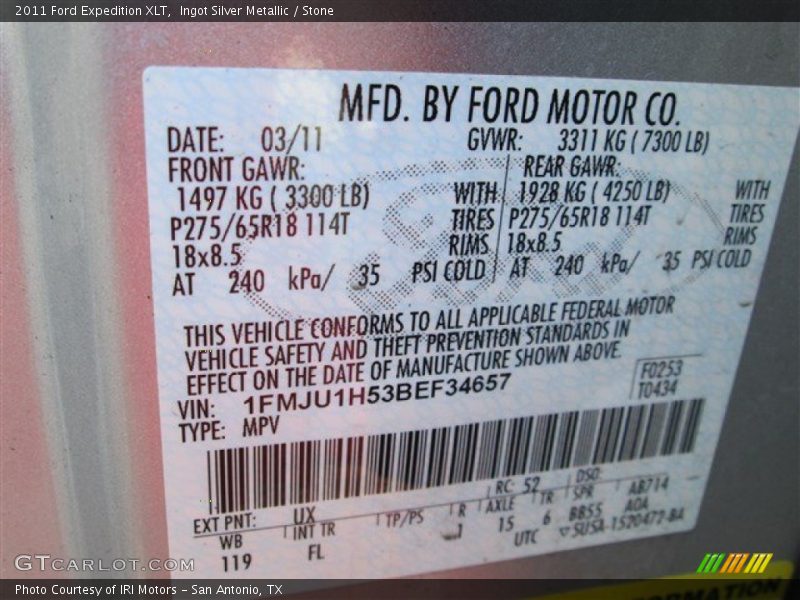 2011 Ford Expedition XLT,  Ingot Silver Metallic / Stone
MFD. BY FORD MOTOR CO.
DATE: 03/11 GVWR: 3311 KG ( 7300 LB)
FRONT GAWR: REAR GAWR:
1497 KG ( 3300 LB) WITH 1928 KG ( 4250 LB) WITH
P275/65R18 114T TIRES P275/65R18 114T TIRES
18x8.5 RIMS 18x8.5 RIMS
AT 240 kPa/ 35 PSI COLD AT 240 kPa/ 35 PSI COLD
THIS VEHICLE CONFORMS TO ALL APPLICABLE FEDERAL MOTOR
VEHICLE SAFETY AND THEFT PREVENTION STANDARDS IN
EFFECT ON THE DATE OF MANUFACTURE SHOWN ABOVE.
F0253
VIN: 1FMJU1H53BEF34657 T0434
TYPE: MPV
RC: 52 DSO:
EXT PNT: UX AB714
WB INT TR TP/PS R AXLE TR SPR AOA
119 FL J 15 6 BB55
UTC SUSA-1520472-BA
GTCARLOT.COM
ORMATION
Photo Courtesy of IRI Motors – San Antonio, TX